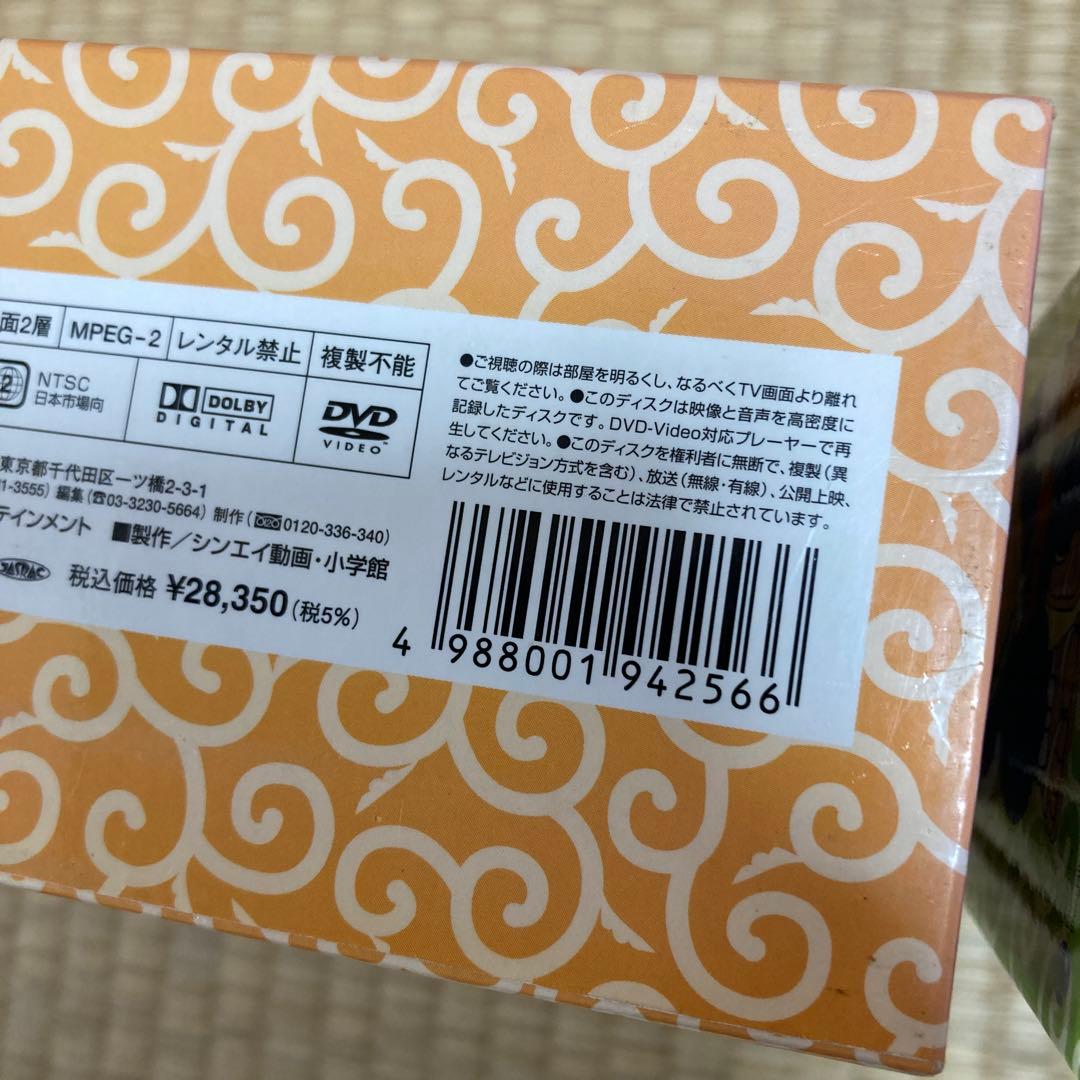 面2層 MPEG-2 レンタル禁止 複製不能
2 NTSC 日本市場向 DOLBY DIGITAL DVD VIDEO
東京都千代田区一ツ橋2-3-1
1-3555) 編集(☎03-3230-5664) 制作(0120-336-340)
テインメント ■製作/シンエイ動画・小学館
JASRAC 税込価格 ¥28,350(税5%)
●ご視聴の際は部屋を明るくし、なるべくTV画面より離れ
てご覧ください。●このディスクは映像と音声を高密度に
記録したディスクです。DVD-Video対応プレーヤーで再
生してください。●このディスクを権利者に無断で、複製(異
なるテレビジョン方式を含む)、放送(無線・有線)、公開上映、
レンタルなどに使用することは法律で禁止されています。
4 988001 942566